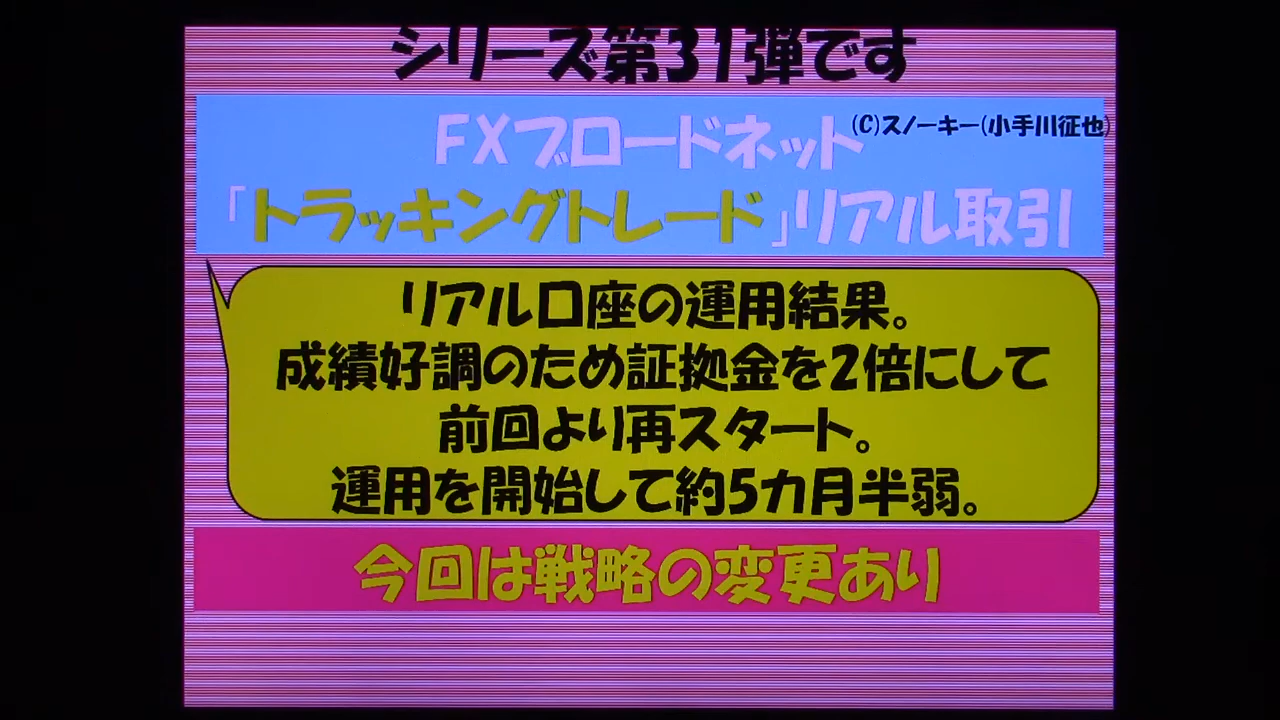 シリーズ第31弾です
(C)スノーキー(小手川征也)
FXブロードネット
「トラッキングトレード」リアル取引
リアル口座の運用結果。
成績好調のため証拠金を2倍にして
前回より再スタート。
運用を開始して約5カ月半弱。
今回は戦略の変更あり